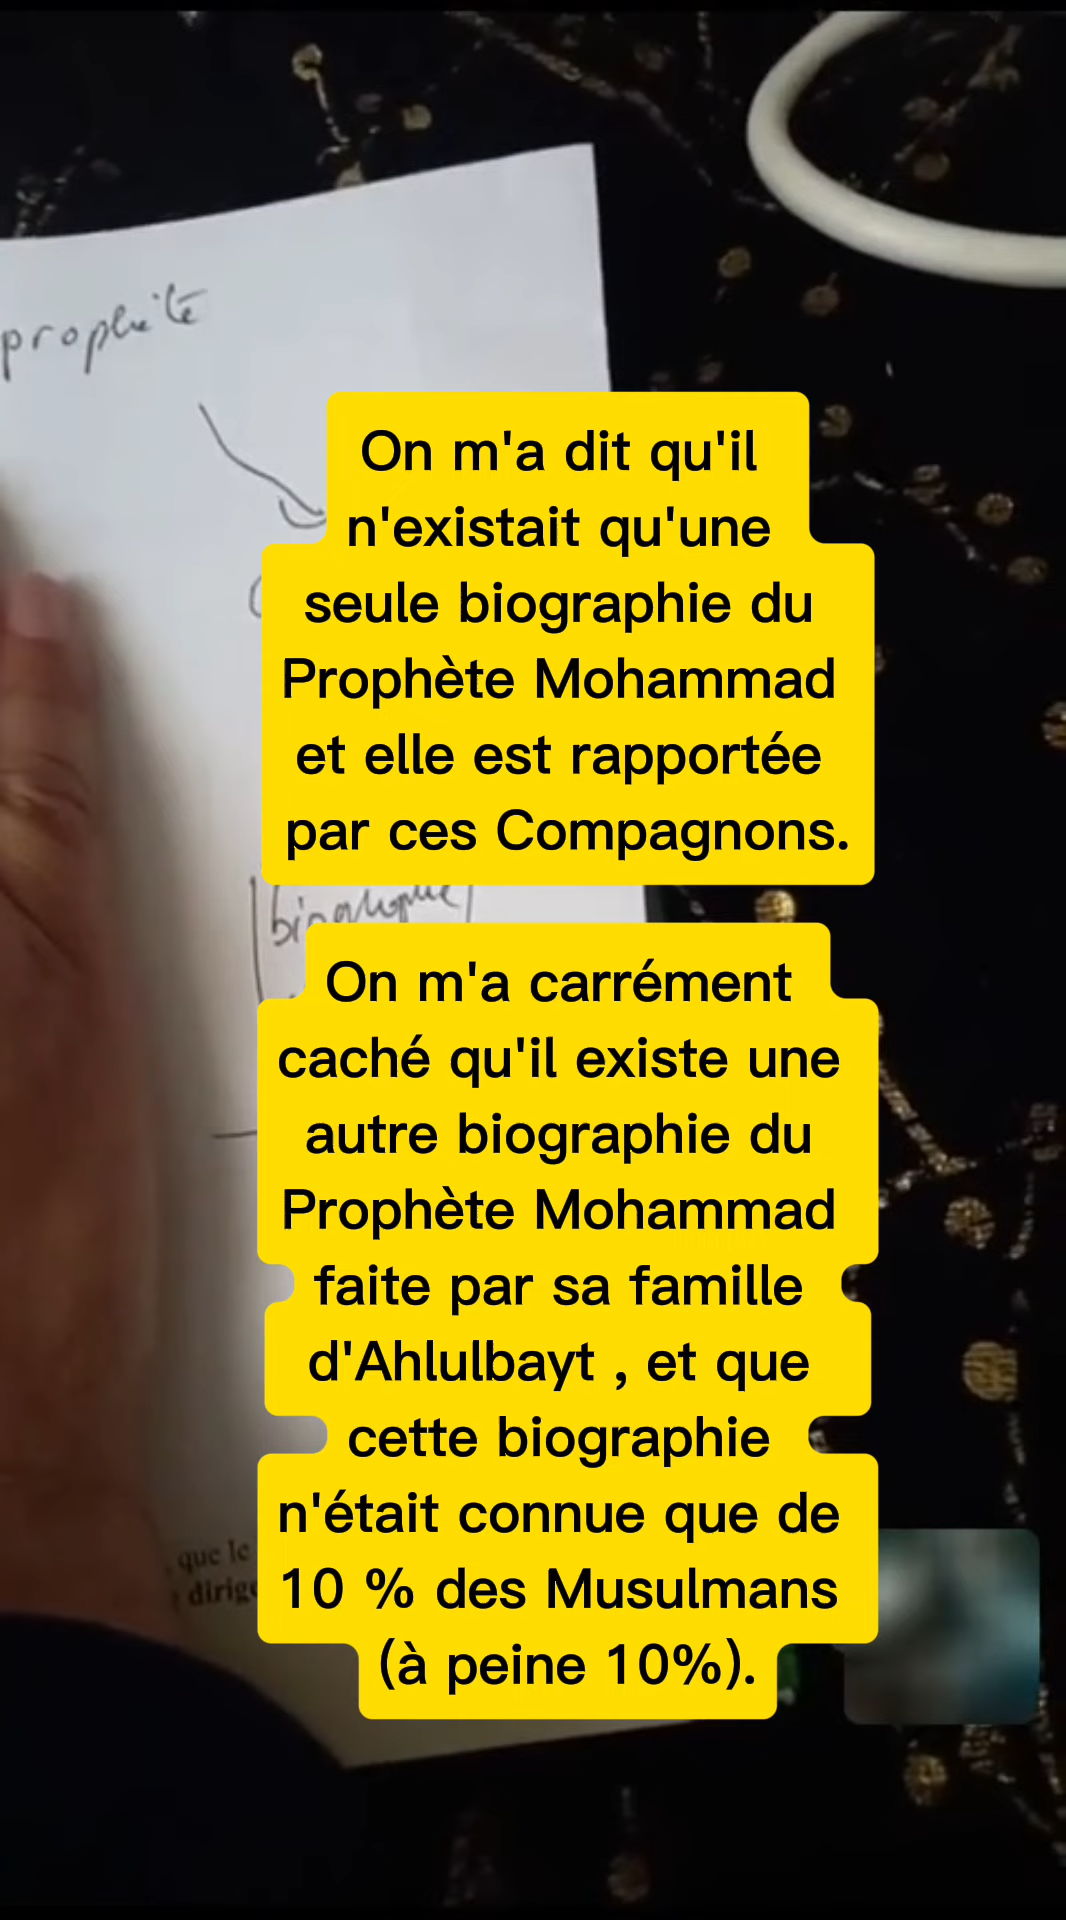 prophète
On m'a dit qu'il
n'existait qu'une
seule biographie du
Prophète Mohammad
et elle est rapportée
par ces Compagnons.
biographie
On m'a carrément
caché qu'il existe une
autre biographie du
Prophète Mohammad
faite par sa famille
d'Ahlulbayt , et que
cette biographie
n'était connue que de
que le
10 % des Musulmans
(à peine 10%).